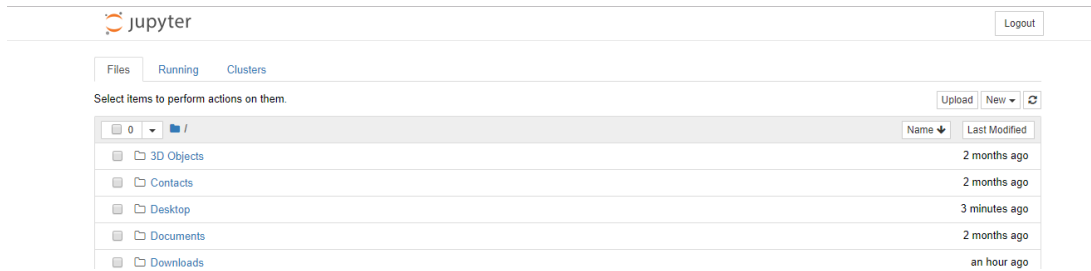 jupyter Logout
Files Running Clusters
Select items to perform actions on them. Upload New
0 / Name Last Modified
3D Objects 2 months ago
Contacts 2 months ago
Desktop 3 minutes ago
Documents 2 months ago
Downloads an hour ago